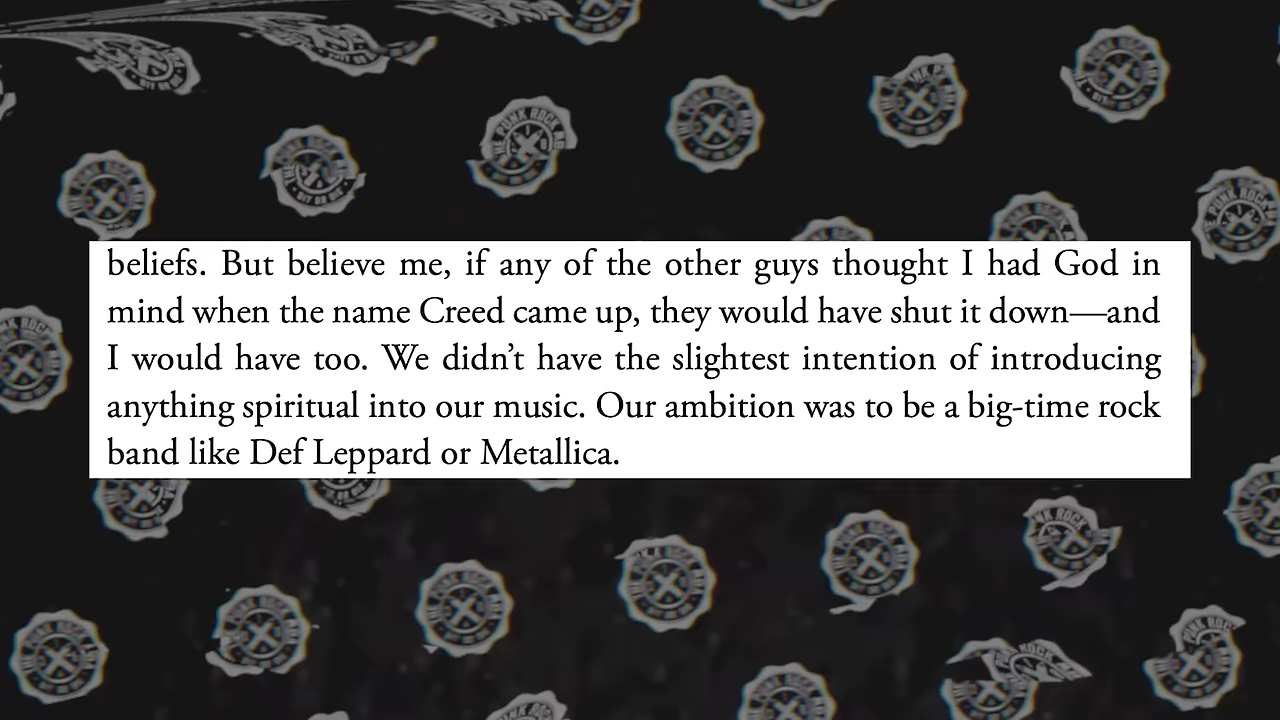 beliefs. But believe me, if any of the other guys thought I had God in
mind when the name Creed came up, they would have shut it down—and
I would have too. We didn’t have the slightest intention of introducing
anything spiritual into our music. Our ambition was to be a big-time rock
band like Def Leppard or Metallica.